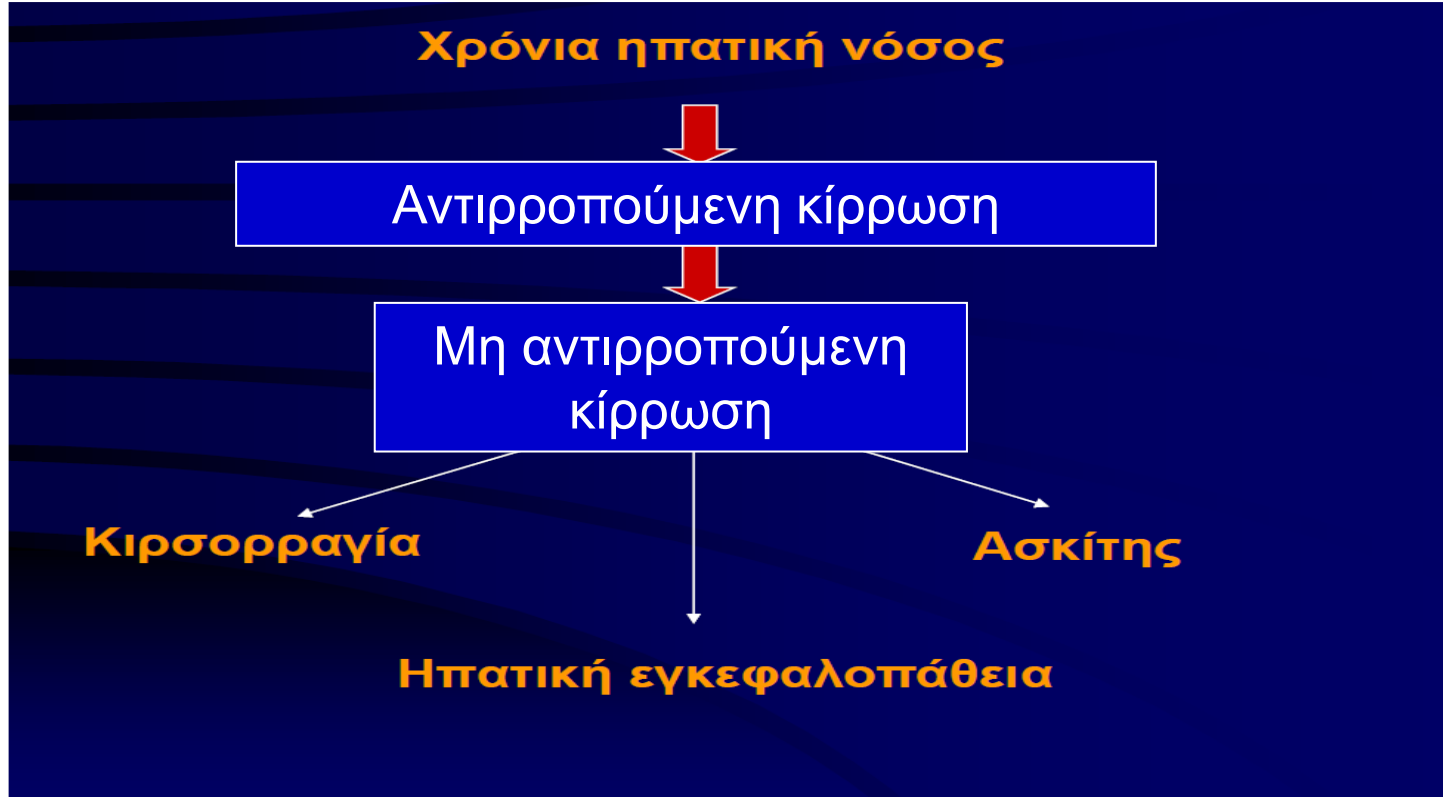 Χρόνια ηπατική νόσος
Αντιρροπούμενη κίρρωση
Μη αντιρροπούμενη
κίρρωση
Κιρσορραγία
Ασκίτης
Ηπατική εγκεφαλοπάθεια